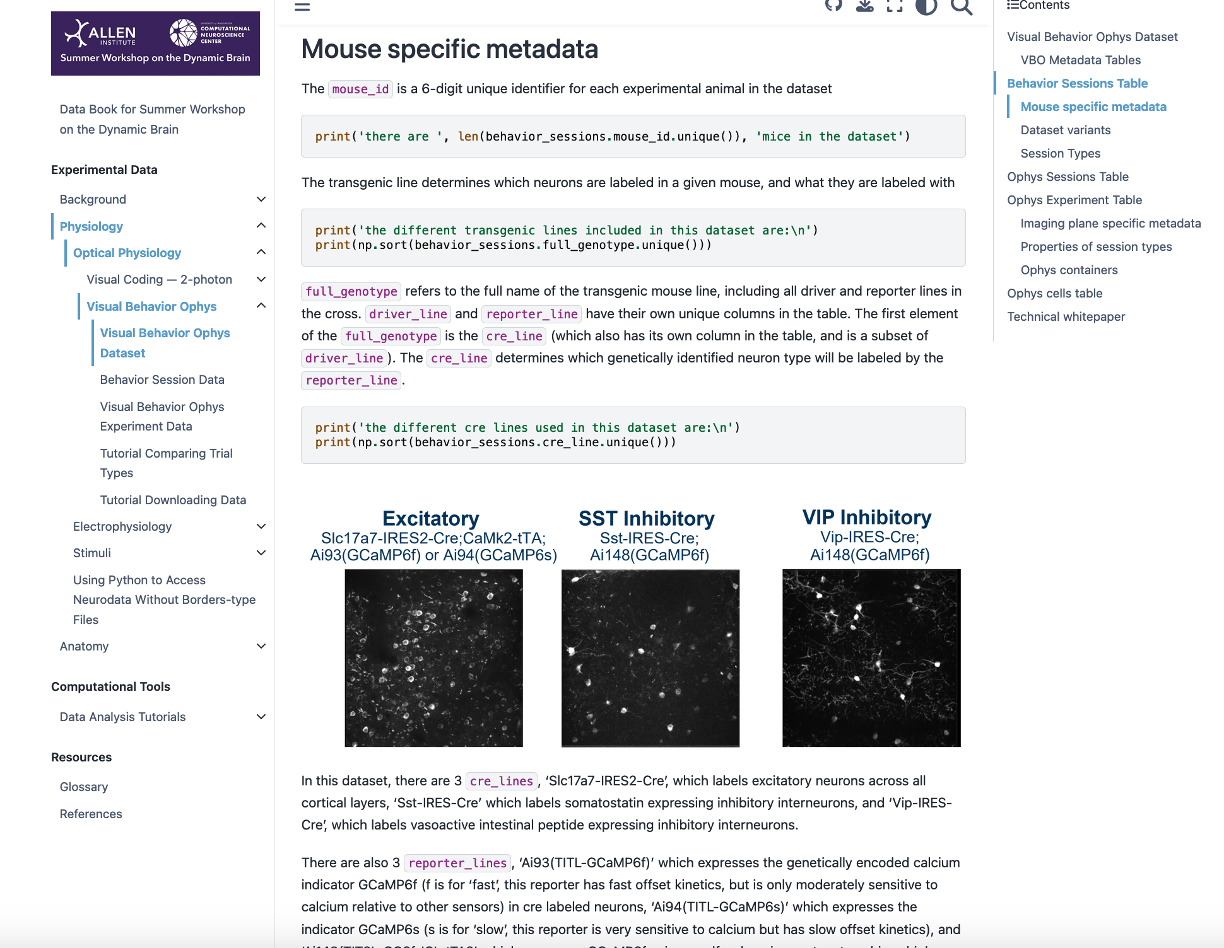 ALLEN
INSTITUTE
COMPUTATIONAL
NEUROSCIENCE
CENTER
Summer Workshop on the Dynamic Brain
Data Book for Summer Workshop
on the Dynamic Brain
Experimental Data
Background
Physiology
Optical Physiology
Visual Coding — 2-photon
Visual Behavior Ophys
Visual Behavior Ophys
Dataset
Behavior Session Data
Visual Behavior Ophys
Experiment Data
Tutorial Comparing Trial
Types
Tutorial Downloading Data
Electrophysiology
Stimuli
Using Python to Access
Neurodata Without Borders-type
Files
Anatomy
Computational Tools
Data Analysis Tutorials
Resources
Glossary
References
Mouse specific metadata
The mouse_id is a 6-digit unique identifier for each experimental animal in the dataset
print('there are ', len(behavior_sessions.mouse_id.unique()), 'mice in the dataset')
The transgenic line determines which neurons are labeled in a given mouse, and what they are labeled with
print('the different transgenic lines included in this dataset are:\n')
print(np.sort(behavior_sessions.full_genotype.unique()))
full_genotype refers to the full name of the transgenic mouse line, including all driver and reporter lines in
the cross. driver_line and reporter_line have their own unique columns in the table. The first element
of the full_genotype is the cre_line (which also has its own column in the table, and is a subset of
driver_line ). The cre_line determines which genetically identified neuron type will be labeled by the
reporter_line .
print('the different cre lines used in this dataset are:\n')
print(np.sort(behavior_sessions.cre_line.unique()))
Excitatory
Slc17a7-IRES2-Cre;CaMk2-tTA;
Ai93(GCaMP6f) or Ai94(GCaMP6s)
SST Inhibitory
Sst-IRES-Cre;
Ai148(GCaMP6f)
VIP Inhibitory
Vip-IRES-Cre;
Ai148(GCaMP6f)
In this dataset, there are 3 cre_lines , ‘Slc17a7-IRES2-Cre’, which labels excitatory neurons across all
cortical layers, ‘Sst-IRES-Cre’ which labels somatostatin expressing inhibitory interneurons, and ‘Vip-IRES-
Cre’, which labels vasoactive intestinal peptide expressing inhibitory interneurons.
There are also 3 reporter_lines , ‘Ai93(TITL-GCaMP6f)’ which expresses the genetically encoded calcium
indicator GCaMP6f (f is for ‘fast’, this reporter has fast offset kinetics, but is only moderately sensitive to
calcium relative to other sensors) in cre labeled neurons, ‘Ai94(TITL-GCaMP6s)’ which expresses the
indicator GCaMP6s (s is for ‘slow’, this reporter is very sensitive to calcium but has slow offset kinetics), and
Contents
Visual Behavior Ophys Dataset
VBO Metadata Tables
Behavior Sessions Table
Mouse specific metadata
Dataset variants
Session Types
Ophys Sessions Table
Ophys Experiment Table
Imaging plane specific metadata
Properties of session types
Ophys containers
Ophys cells table
Technical whitepaper